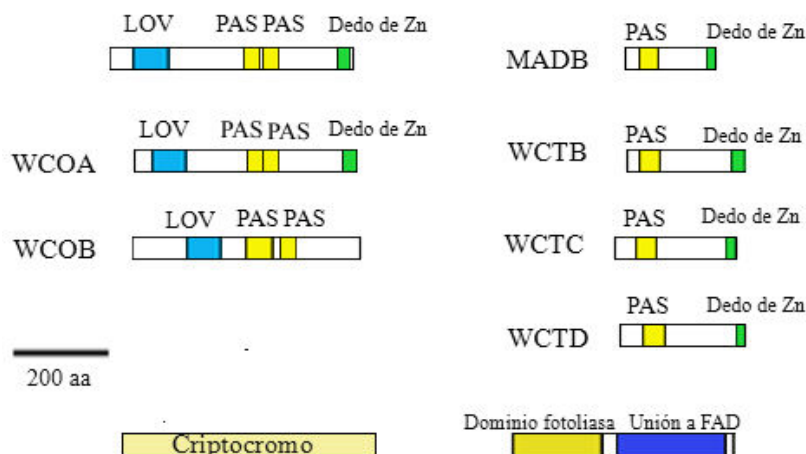 LOV PAS PAS Dedo de Zn
WCOA LOV PAS PAS Dedo de Zn
WCOB LOV PAS PAS
200 aa
Criptocromo
MADB PAS Dedo de Zn
WCTB PAS Dedo de Zn
WCTC PAS Dedo de Zn
WCTD PAS Dedo de Zn
Dominio fotoliasa Unión a FAD